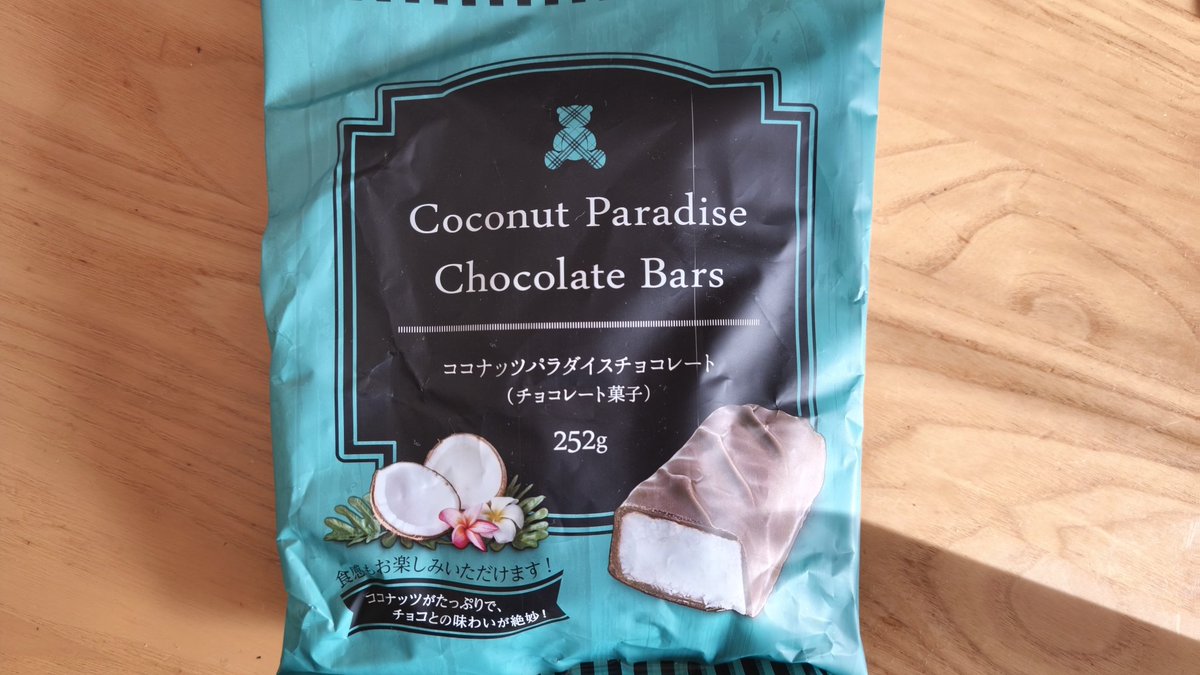 Coconut Paradise
Chocolate Bars
ココナッツパラダイスチョコレート
（チョコレート菓子）
252g
食感もお楽しみいただけます！
ココナッツがたっぷりで、
チョコとの味わいが絶妙！